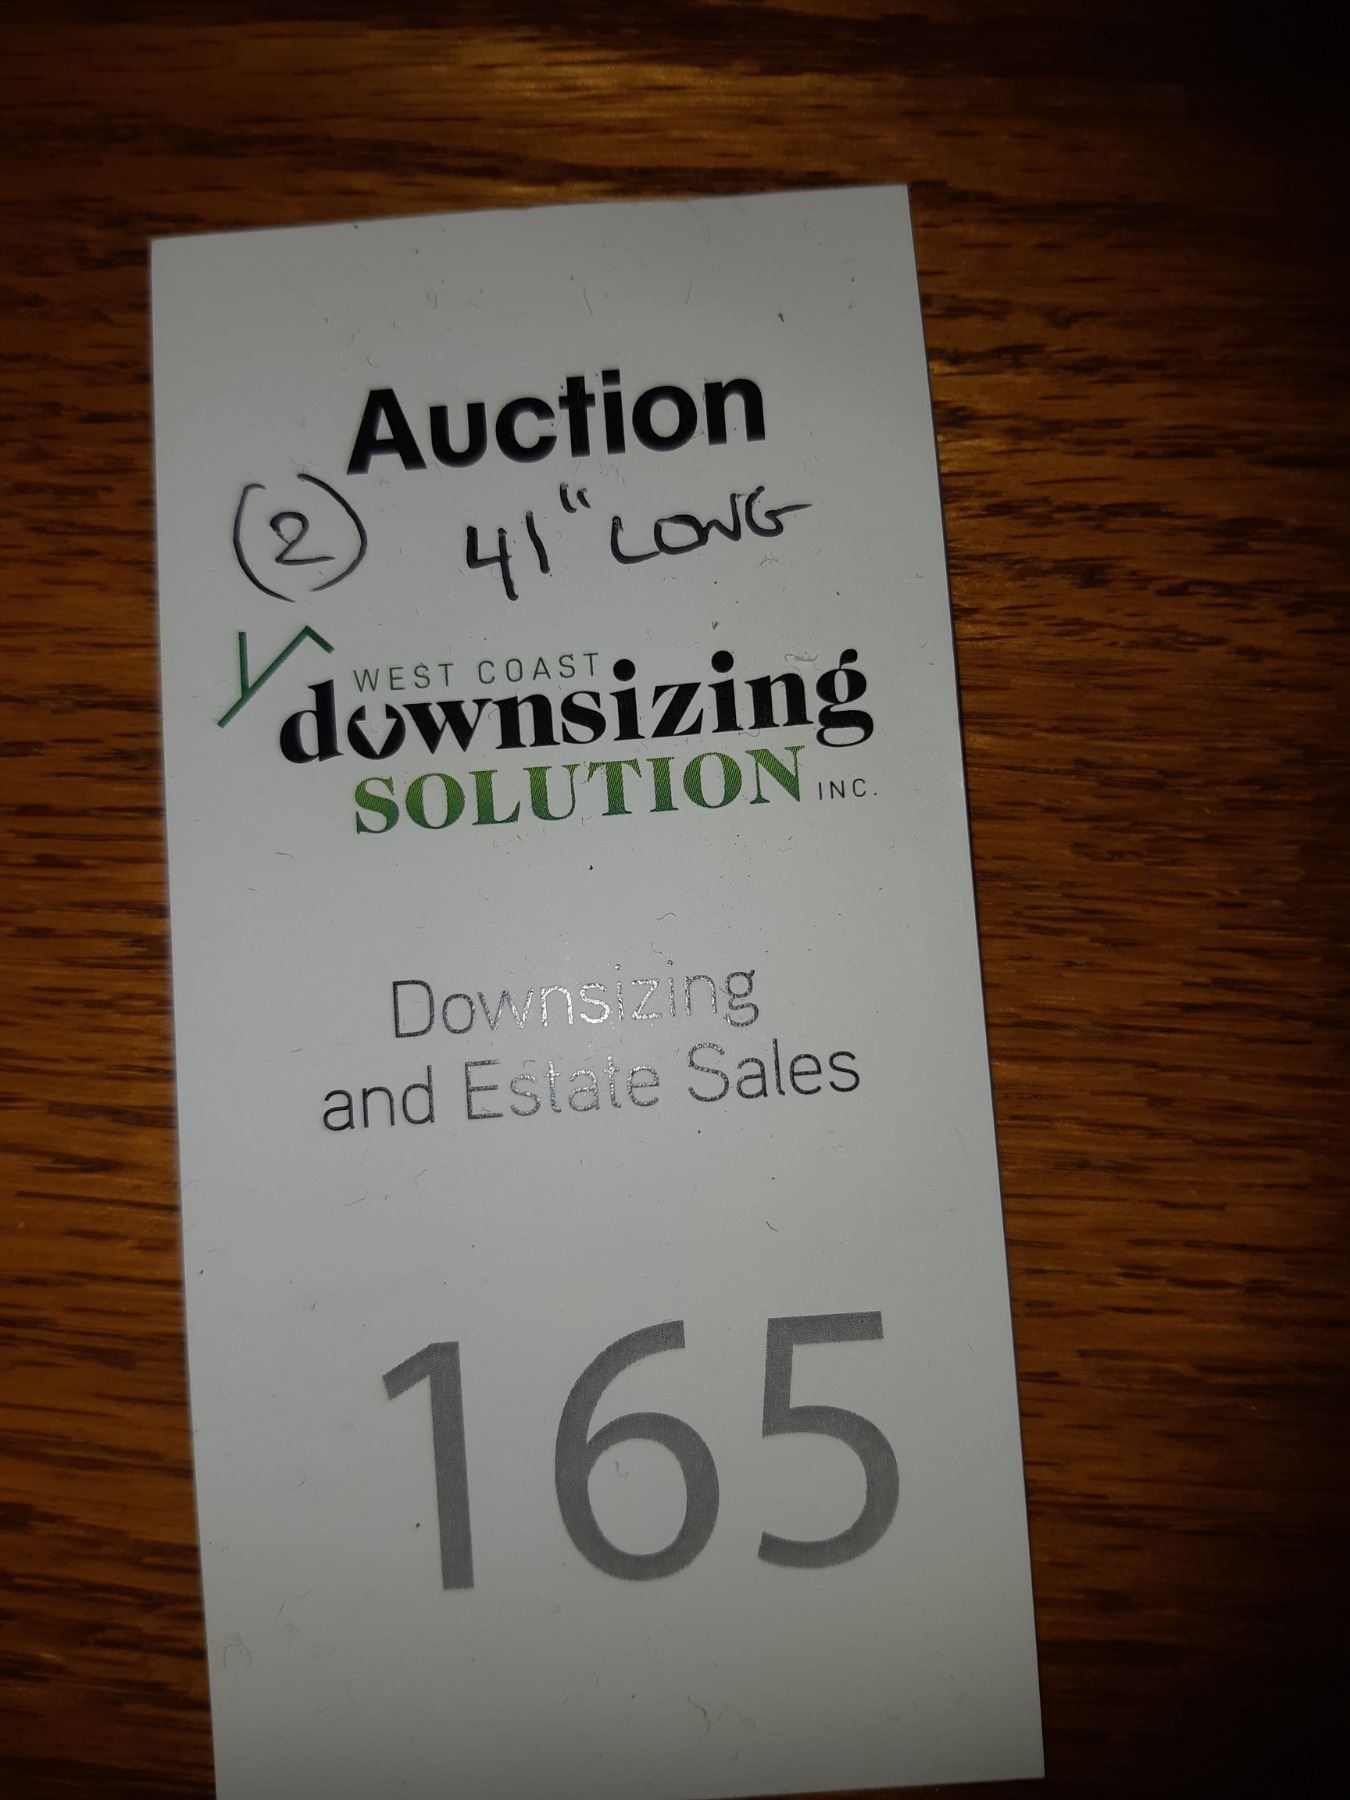 Auction
(2) 41" LONG
WEST COAST
downsizing
SOLUTION INC.
Downsizing
and Estate Sales
165